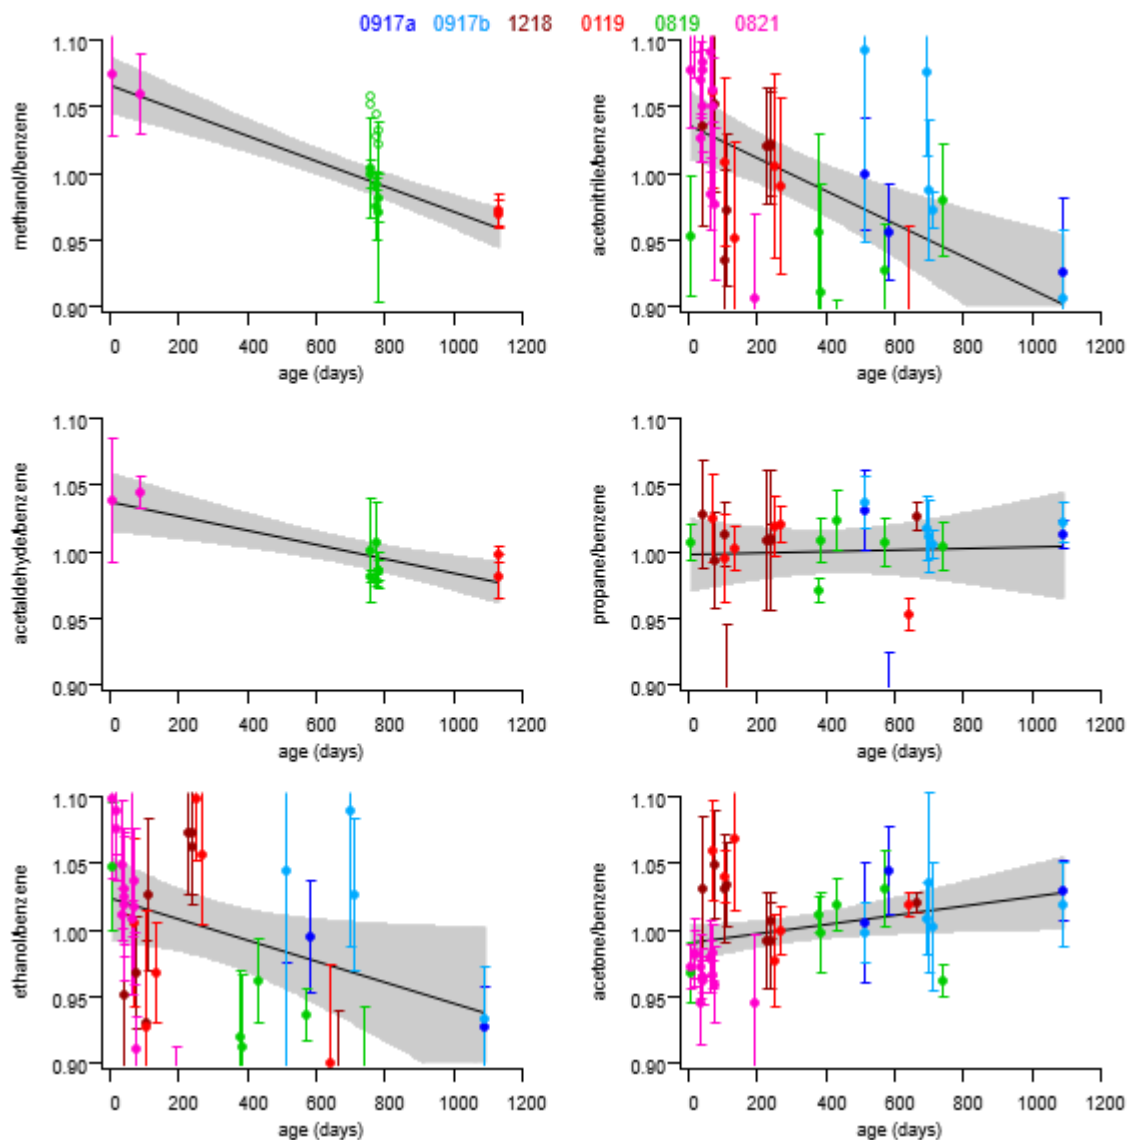 0917a 0917b 1218 0119 0819 0821
methanol/benzene
1.10
1.05
1.00
0.95
0.90
0 200 400 600 800 1000 1200
age (days)
acetonitrile/benzene
1.10
1.05
1.00
0.95
0.90
0 200 400 600 800 1000 1200
age (days)
acetaldehyde/benzene
1.10
1.05
1.00
0.95
0.90
0 200 400 600 800 1000 1200
age (days)
propane/benzene
1.10
1.05
1.00
0.95
0.90
0 200 400 600 800 1000 1200
age (days)
ethanol/benzene
1.10
1.05
1.00
0.95
0.90
0 200 400 600 800 1000 1200
age (days)
acetone/benzene
1.10
1.05
1.00
0.95
0.90
0 200 400 600 800 1000 1200
age (days)